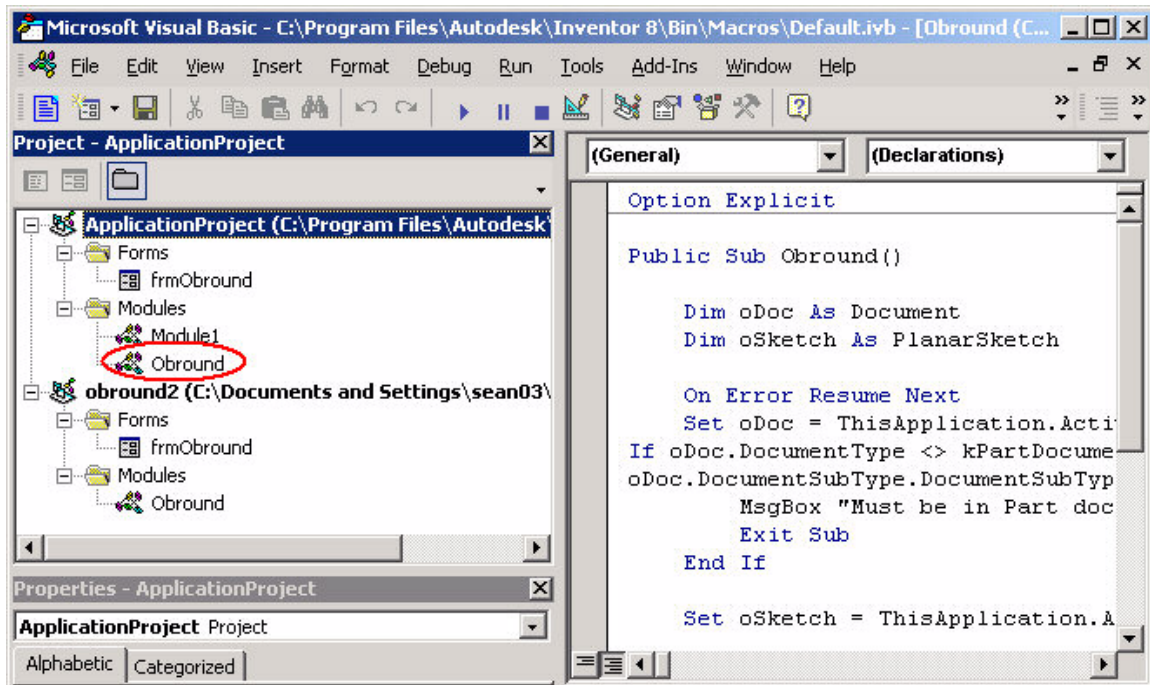 Microsoft Visual Basic - C:\Program Files\Autodesk\Inventor 8\Bin\Macros\Default.ivb - [Obround (C...
File Edit View Insert Format Debug Run Tools Add-Ins Window Help
Project - ApplicationProject
ApplicationProject (C:\Program Files\Autodesk\
Forms
frmObround
Modules
Module1
Obround
obround2 (C:\Documents and Settings\sean03\
Forms
frmObround
Modules
Obround
Properties - ApplicationProject
ApplicationProject Project
Alphabetic Categorized
(General) (Declarations)
Option Explicit
Public Sub Obround()
Dim oDoc As Document
Dim oSketch As PlanarSketch
On Error Resume Next
Set oDoc = ThisApplication.Acti
If oDoc.DocumentType <> kPartDocume
oDoc.DocumentSubType.DocumentSubTyp
MsgBox "Must be in Part doc
Exit Sub
End If
Set oSketch = ThisApplication.A